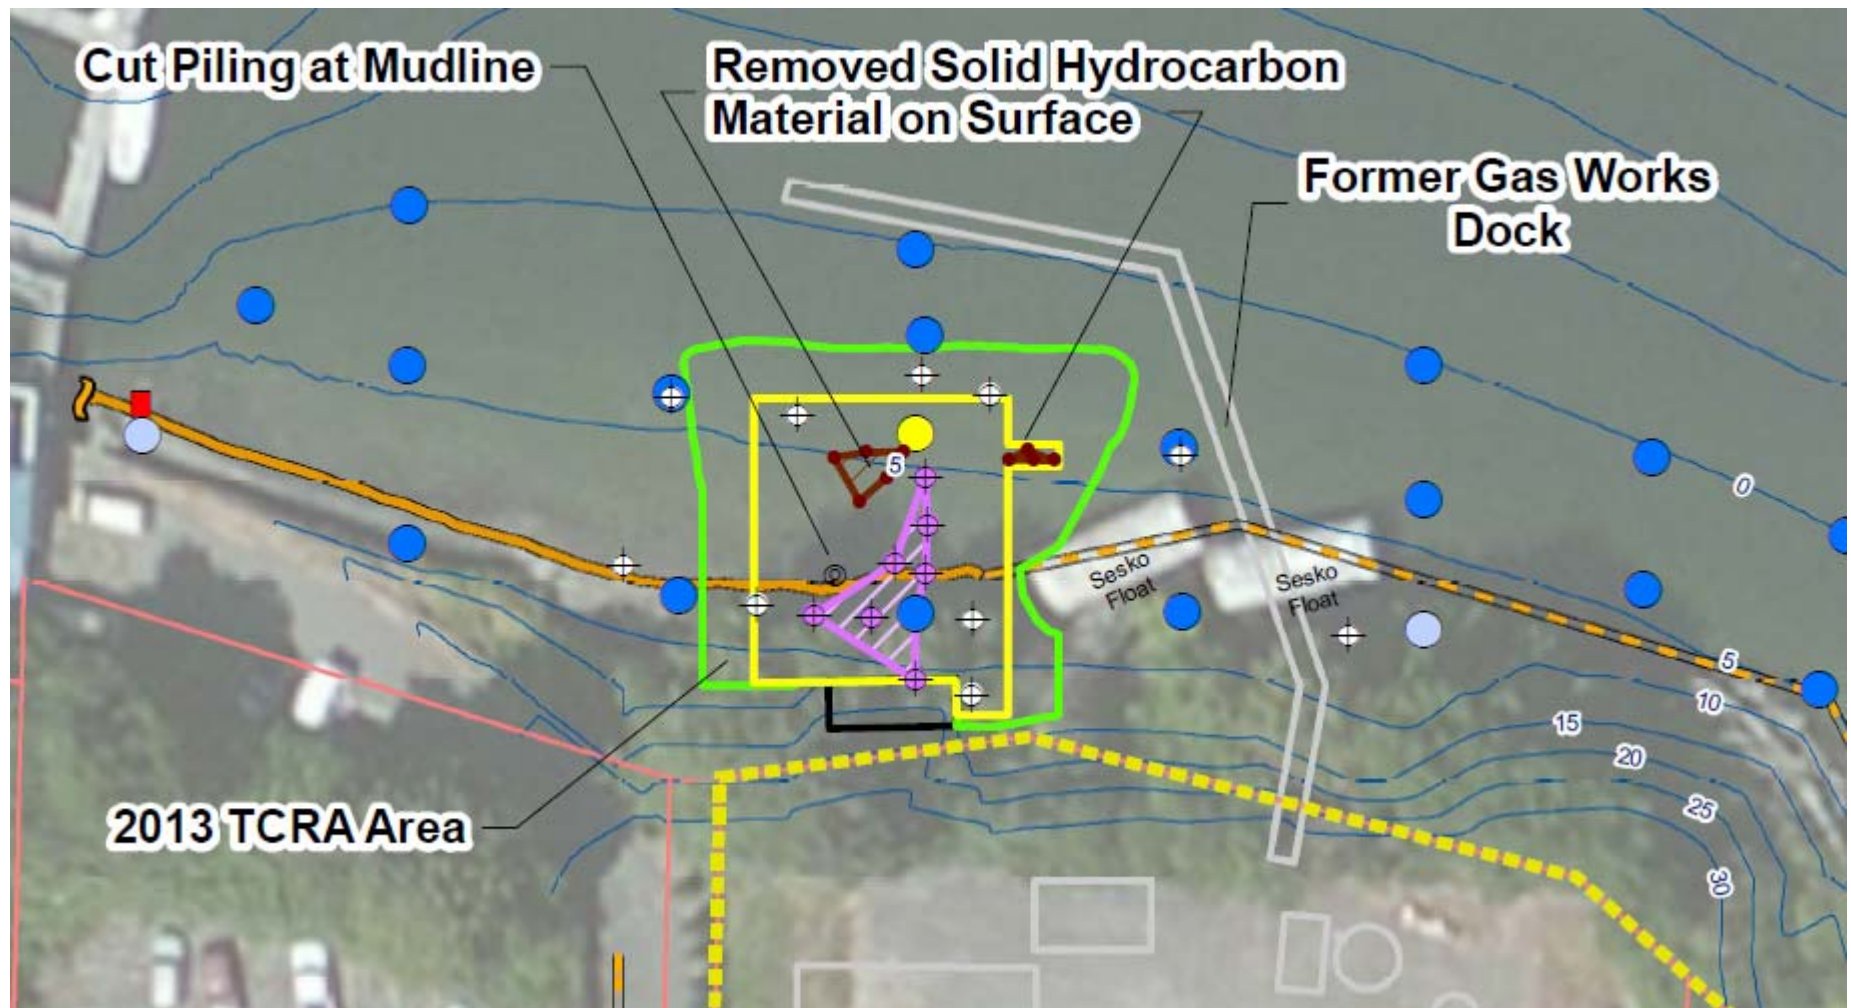 Cut Piling at Mudline
Removed Solid Hydrocarbon
Material on Surface
Former Gas Works
Dock
0
5
Sesko
Float
Sesko
Float
5
10
15
20
25
30
2013 TCRA Area